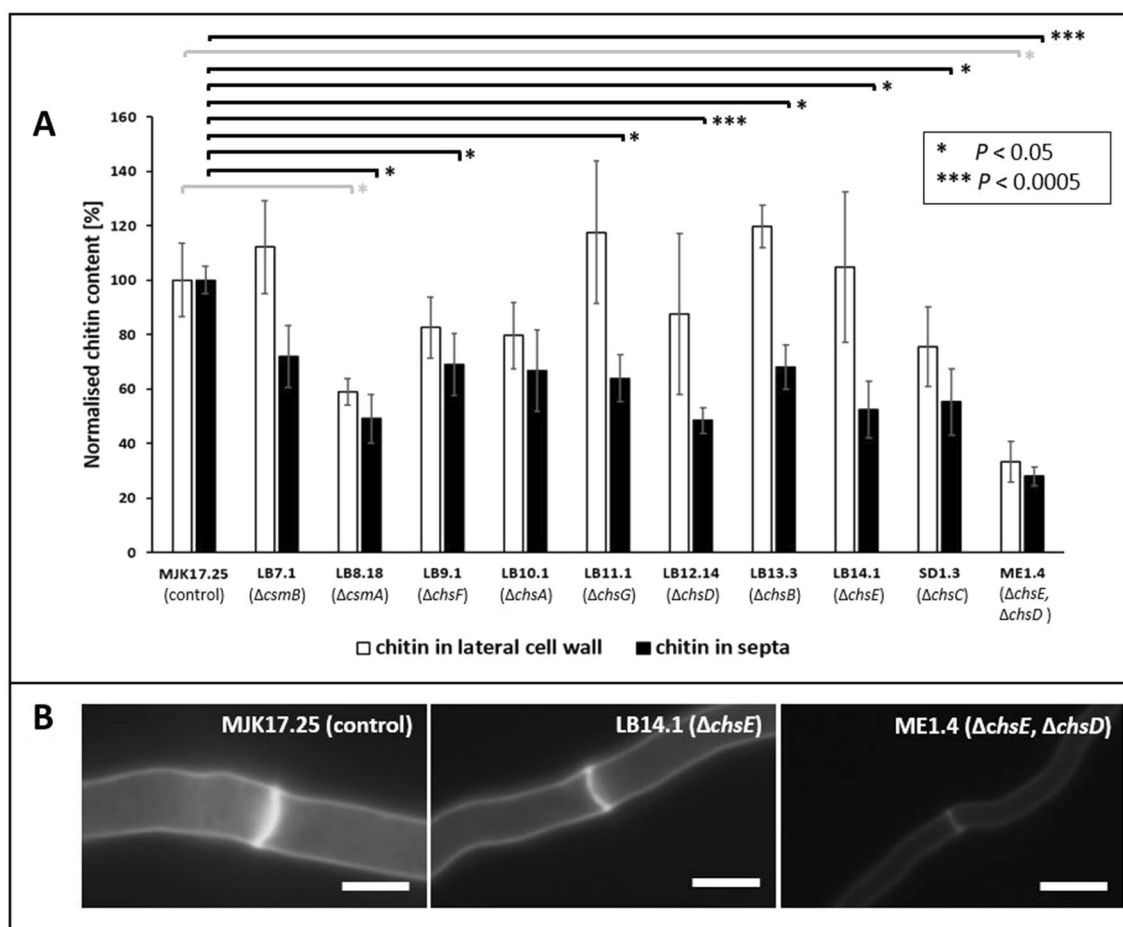 ***
*
*
*
*
***
*
*
*
*
A
* P < 0.05
*** P < 0.0005
Normalised chitin content [%]
160
140
120
100
80
60
40
20
0
MJK17.25 LB7.1 LB8.18 LB9.1 LB10.1 LB11.1 LB12.14 LB13.3 LB14.1 SD1.3 ME1.4
(control) (ΔcsmB) (ΔcsmA) (ΔchsF) (ΔchsA) (ΔchsG) (ΔchsD) (ΔchsB) (ΔchsE) (ΔchsC) (ΔchsE,
ΔchsD )
chitin in lateral cell wall chitin in septa
B
MJK17.25 (control) LB14.1 (ΔchsE) ME1.4 (ΔchsE, ΔchsD)